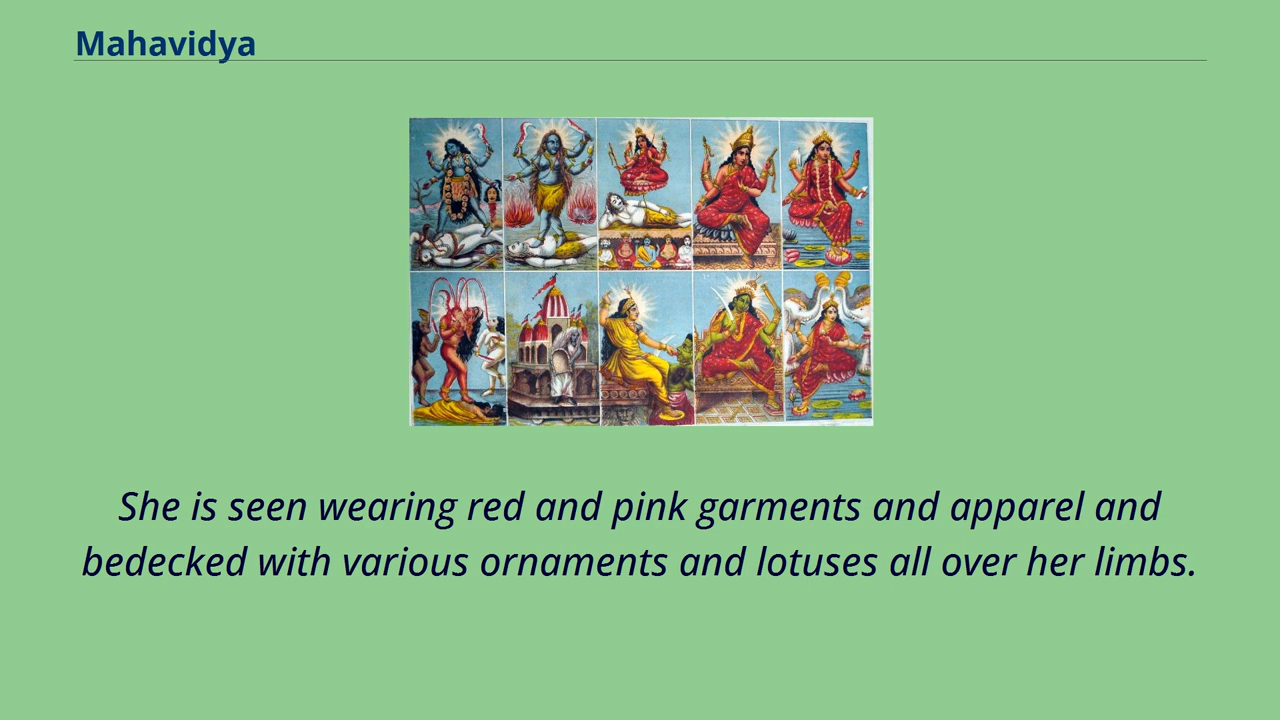 Mahavidya
She is seen wearing red and pink garments and apparel and
bedecked with various ornaments and lotuses all over her limbs.